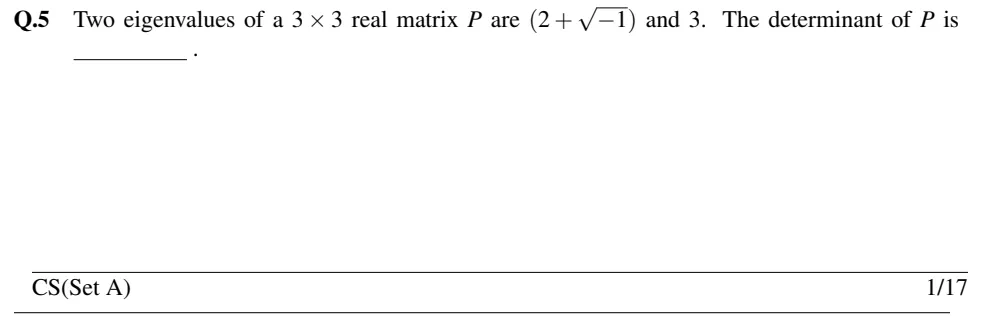 Q.5 Two eigenvalues of a 3 × 3 real matrix P are (2 + √−1) and 3. The determinant of P is
__________ .
CS(Set A) 1/17